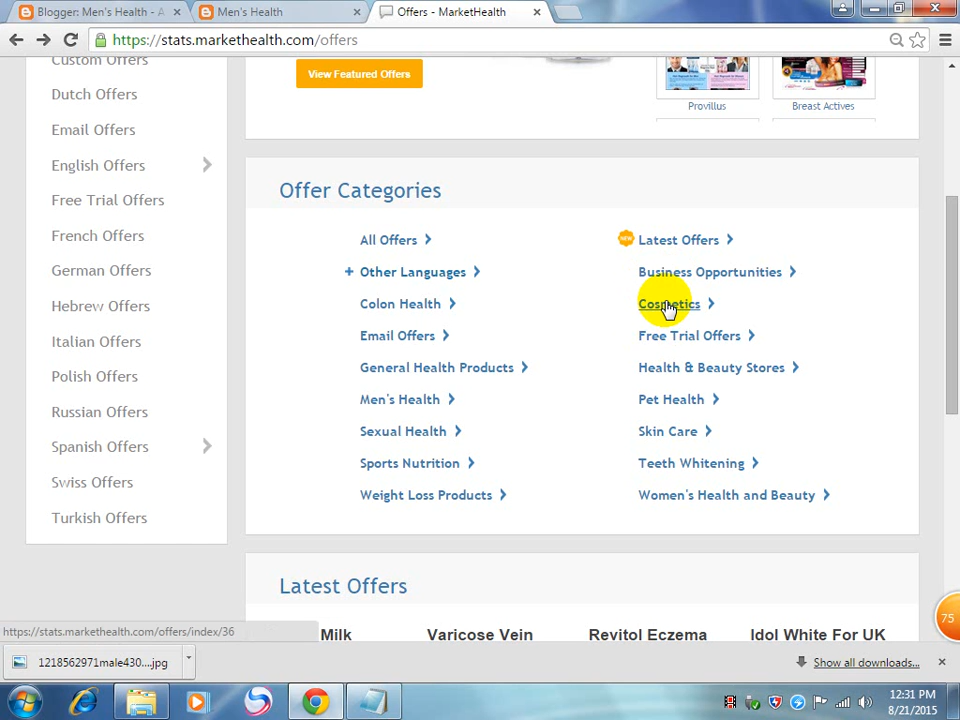 Blogger: Men's Health - A
Men's Health
Offers - MarketHealth
https://stats.markethealth.com/offers
Custom Offers
Dutch Offers
Email Offers
English Offers
Free Trial Offers
French Offers
German Offers
Hebrew Offers
Italian Offers
Polish Offers
Russian Offers
Spanish Offers
Swiss Offers
Turkish Offers
View Featured Offers
Provillus
Breast Actives
Offer Categories
All Offers
NEW Latest Offers
+ Other Languages
Business Opportunities
Colon Health
Cosmetics
Email Offers
Free Trial Offers
General Health Products
Health & Beauty Stores
Men's Health
Pet Health
Sexual Health
Skin Care
Sports Nutrition
Teeth Whitening
Weight Loss Products
Women's Health and Beauty
Latest Offers
Milk
Varicose Vein
Revitol Eczema
Idol White For UK
75
https://stats.markethealth.com/offers/index/36
1218562971male430....jpg
Show all downloads...
12:31 PM
8/21/2015